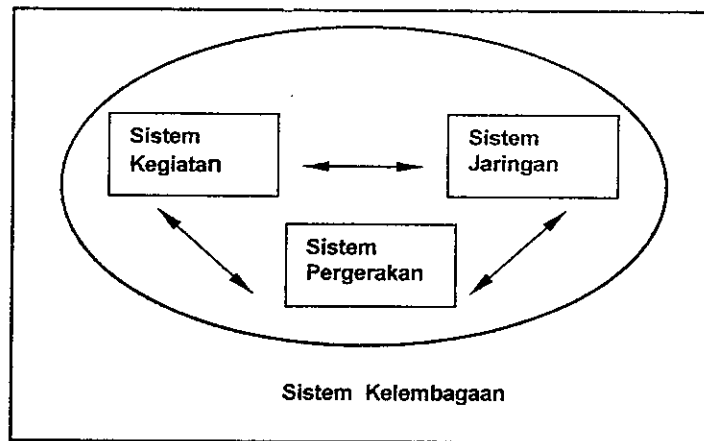 Sistem
Kegiatan
Sistem
Jaringan
Sistem
Pergerakan
Sistem Kelembagaan